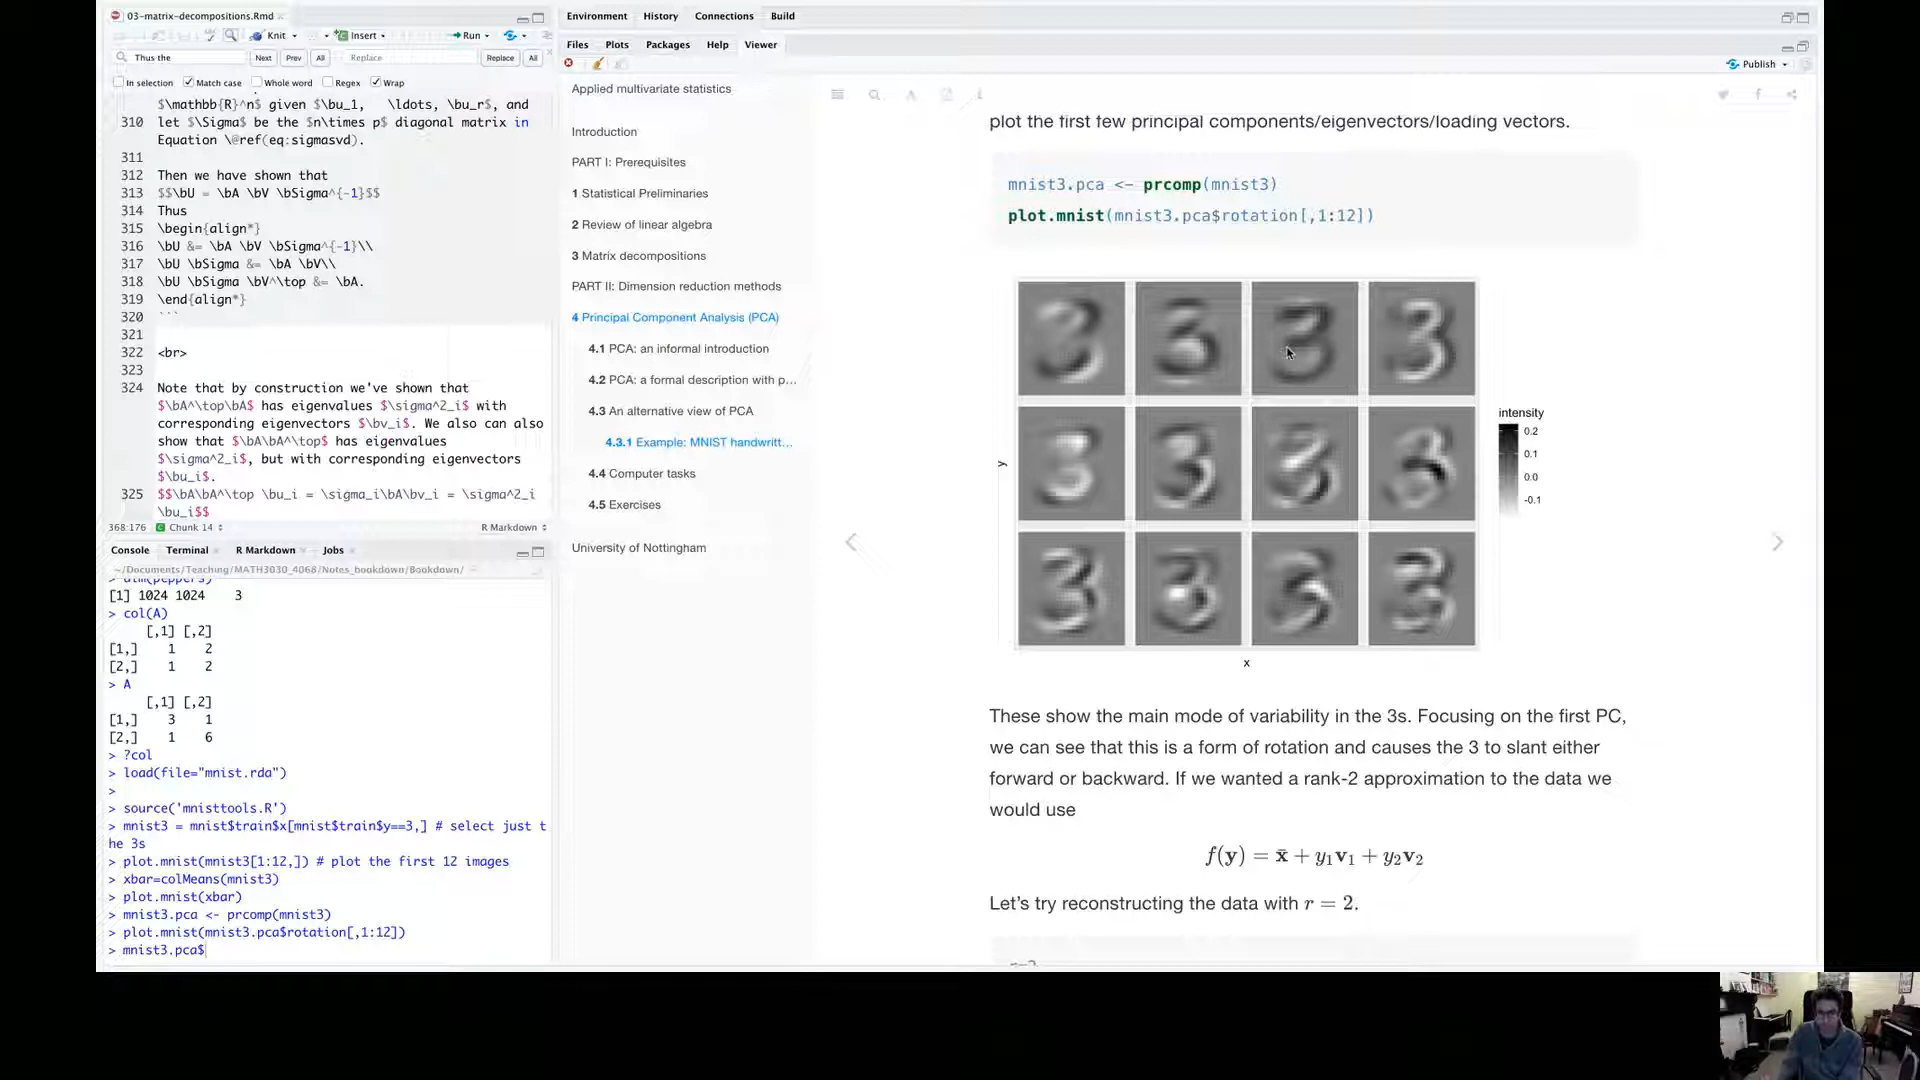 03-matrix-decompositions.Rmd
Knit
Insert
Run
Thus the
Next
Prev
All
Replace
Replace
All
In selection
Match case
Whole word
Regex
Wrap
$\mathbb{R}^n$ given $\bu_1, \ldots, \bu_r$, and
310 let $\Sigma$ be the $n\times p$ diagonal matrix in
Equation \@ref(eq:sigmasvd).
311
312 Then we have shown that
313 $$\bU = \bA \bV \bSigma^{-1}$$
314 Thus
315 \begin{align*}
316 \bU &= \bA \bV \bSigma^{-1}\\
317 \bU \bSigma &= \bA \bV\\
318 \bU \bSigma \bV^\top &= \bA.
319 \end{align*}
320 ```
321
322 <br>
323
324 Note that by construction we've shown that
$\bA^\top\bA$ has eigenvalues $\sigma^2_i$ with
corresponding eigenvectors $\bv_i$. We also can also
show that $\bA\bA^\top$ has eigenvalues
$\sigma^2_i$, but with corresponding eigenvectors
$\bu_i$.
325 $$\bA\bA^\top \bu_i = \sigma_i\bA\bv_i = \sigma^2_i
\bu_i$$
368:176 Chunk 14 R Markdown
Console Terminal R Markdown Jobs
~/Documents/Teaching/MATH3030_4068/Notes_bookdown/Bookdown/
> dim(peppers)
[1] 1024 1024 3
> col(A)
[,1] [,2]
[1,] 1 2
[2,] 1 2
> A
[,1] [,2]
[1,] 3 1
[2,] 1 6
> ?col
> load(file="mnist.rda")
>
> source('mnisttools.R')
> mnist3 = mnist$train$x[mnist$train$y==3,] # select just t
he 3s
> plot.mnist(mnist3[1:12,]) # plot the first 12 images
> xbar=colMeans(mnist3)
> plot.mnist(xbar)
> mnist3.pca <- prcomp(mnist3)
> plot.mnist(mnist3.pca$rotation[,1:12])
> mnist3.pca$
Environment History Connections Build
Files Plots Packages Help Viewer
Publish
Applied multivariate statistics
Introduction
PART I: Prerequisites
1 Statistical Preliminaries
2 Review of linear algebra
3 Matrix decompositions
PART II: Dimension reduction methods
4 Principal Component Analysis (PCA)
4.1 PCA: an informal introduction
4.2 PCA: a formal description with p...
4.3 An alternative view of PCA
4.3.1 Example: MNIST handwritt...
4.4 Computer tasks
4.5 Exercises
University of Nottingham
plot the first few principal components/eigenvectors/loading vectors.
mnist3.pca <- prcomp(mnist3)
plot.mnist(mnist3.pca$rotation[,1:12])
y
x
intensity
0.2
0.1
0.0
-0.1
These show the main mode of variability in the 3s. Focusing on the first PC,
we can see that this is a form of rotation and causes the 3 to slant either
forward or backward. If we wanted a rank-2 approximation to the data we
would use
f(y) = x̄ + y₁v₁ + y₂v₂
Let's try reconstructing the data with r = 2.